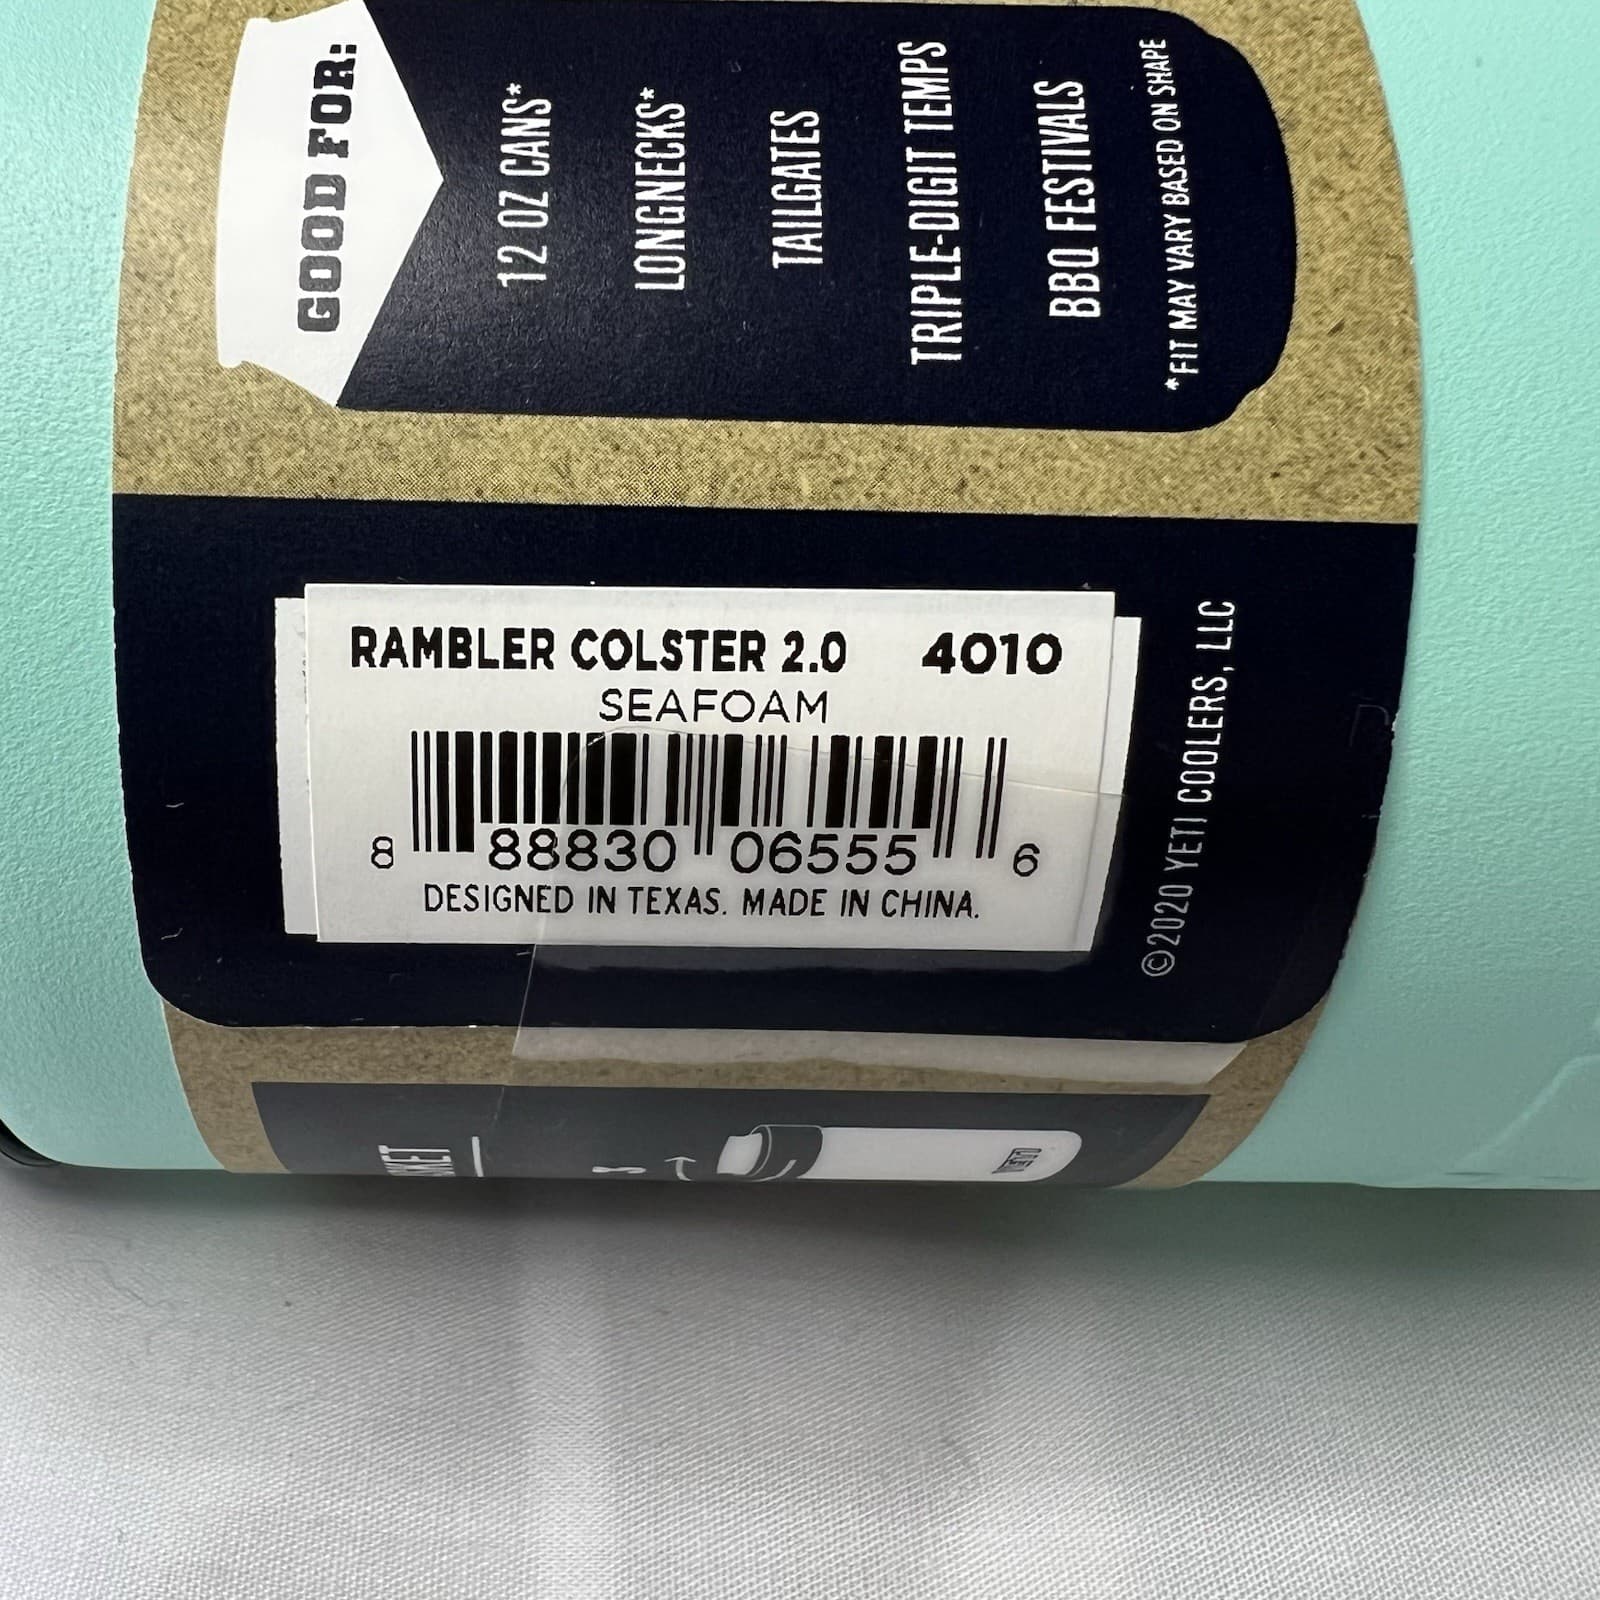 GOOD FOR:
12 OZ CANS*
LONGNECKS*
TAILGATES
TRIPLE-DIGIT TEMPS
BBQ FESTIVALS
*FIT MAY VARY BASED ON SHAPE
RAMBLER COLSTER 2.0 4010
SEAFOAM
8 88830 06555 6
DESIGNED IN TEXAS. MADE IN CHINA.
©2020 YETI COOLERS, LLC
YETI